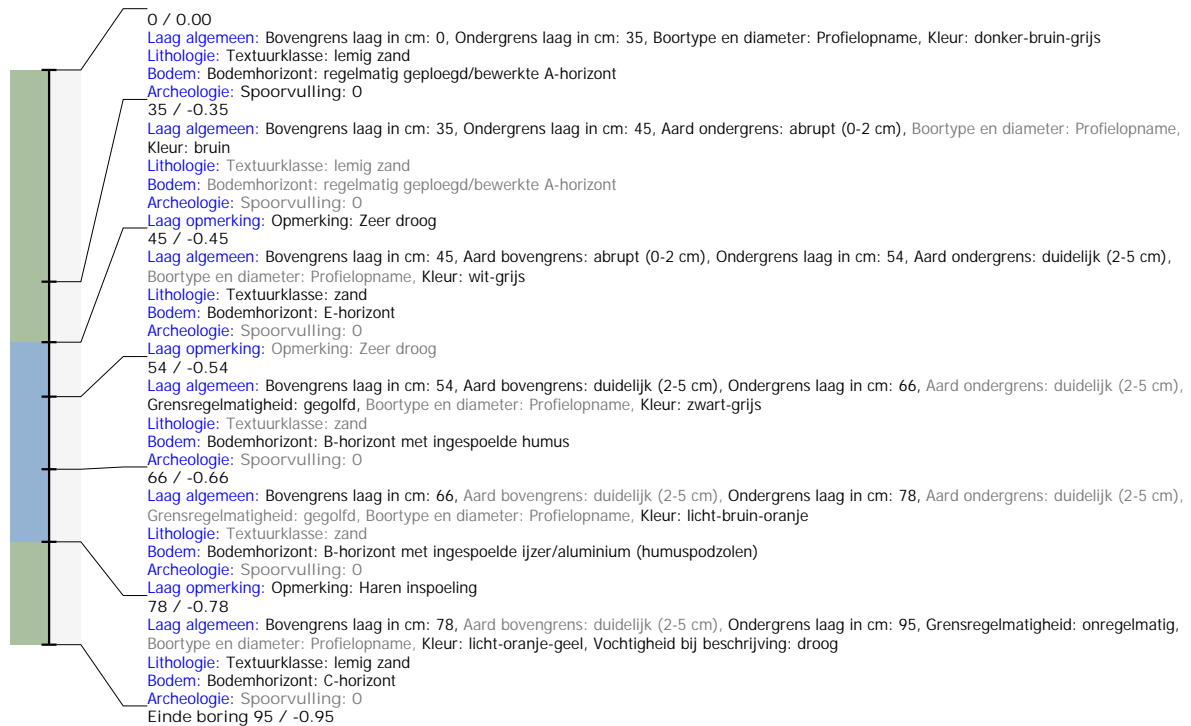 0 / 0.00
Laag algemeen: Bovengrens laag in cm: 0, Ondergrens laag in cm: 35, Boortype en diameter: Profielopname, Kleur: donker-bruin-grijs
Lithologie: Textuurklasse: lemig zand
Bodem: Bodemhorizont: regelmatig geploegd/bewerkte A-horizont
Archeologie: Spoorvulling: 0
35 / -0.35
Laag algemeen: Bovengrens laag in cm: 35, Ondergrens laag in cm: 45, Aard ondergrens: abrupt (0-2 cm), Boortype en diameter: Profielopname,
Kleur: bruin
Lithologie: Textuurklasse: lemig zand
Bodem: Bodemhorizont: regelmatig geploegd/bewerkte A-horizont
Archeologie: Spoorvulling: 0
Laag opmerking: Opmerking: Zeer droog
45 / -0.45
Laag algemeen: Bovengrens laag in cm: 45, Aard bovengrens: abrupt (0-2 cm), Ondergrens laag in cm: 54, Aard ondergrens: duidelijk (2-5 cm),
Boortype en diameter: Profielopname, Kleur: wit-grijs
Lithologie: Textuurklasse: zand
Bodem: Bodemhorizont: E-horizont
Archeologie: Spoorvulling: 0
Laag opmerking: Opmerking: Zeer droog
54 / -0.54
Laag algemeen: Bovengrens laag in cm: 54, Aard bovengrens: duidelijk (2-5 cm), Ondergrens laag in cm: 66, Aard ondergrens: duidelijk (2-5 cm),
Grensregelmatigheid: gegolfd, Boortype en diameter: Profielopname, Kleur: zwart-grijs
Lithologie: Textuurklasse: zand
Bodem: Bodemhorizont: B-horizont met ingespoelde humus
Archeologie: Spoorvulling: 0
66 / -0.66
Laag algemeen: Bovengrens laag in cm: 66, Aard bovengrens: duidelijk (2-5 cm), Ondergrens laag in cm: 78, Aard ondergrens: duidelijk (2-5 cm),
Grensregelmatigheid: gegolfd, Boortype en diameter: Profielopname, Kleur: licht-bruin-oranje
Lithologie: Textuurklasse: zand
Bodem: Bodemhorizont: B-horizont met ingespoelde ijzer/aluminium (humuspodzolen)
Archeologie: Spoorvulling: 0
Laag opmerking: Opmerking: Haren inspoeling
78 / -0.78
Laag algemeen: Bovengrens laag in cm: 78, Aard bovengrens: duidelijk (2-5 cm), Ondergrens laag in cm: 95, Grensregelmatigheid: onregelmatig,
Boortype en diameter: Profielopname, Kleur: licht-oranje-geel, Vochtigheid bij beschrijving: droog
Lithologie: Textuurklasse: lemig zand
Bodem: Bodemhorizont: C-horizont
Archeologie: Spoorvulling: 0
Einde boring 95 / -0.95